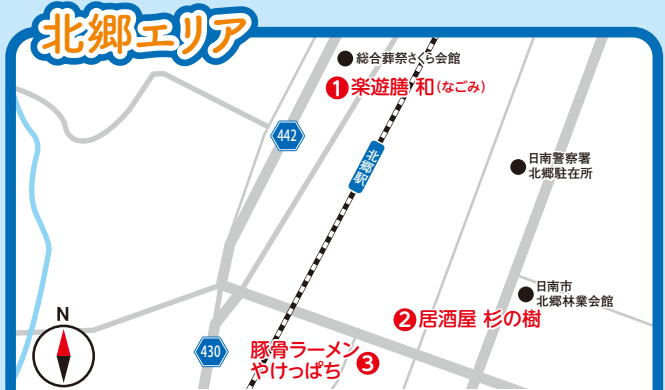 北郷エリア
総合葬祭さくら会館
1 楽遊膳 和(なごみ)
442
北郷駅
日南警察署
北郷駐在所
日南市
北郷林業会館
2 居酒屋 杉の樹
N
430
豚骨ラーメン
やけっぱち 3